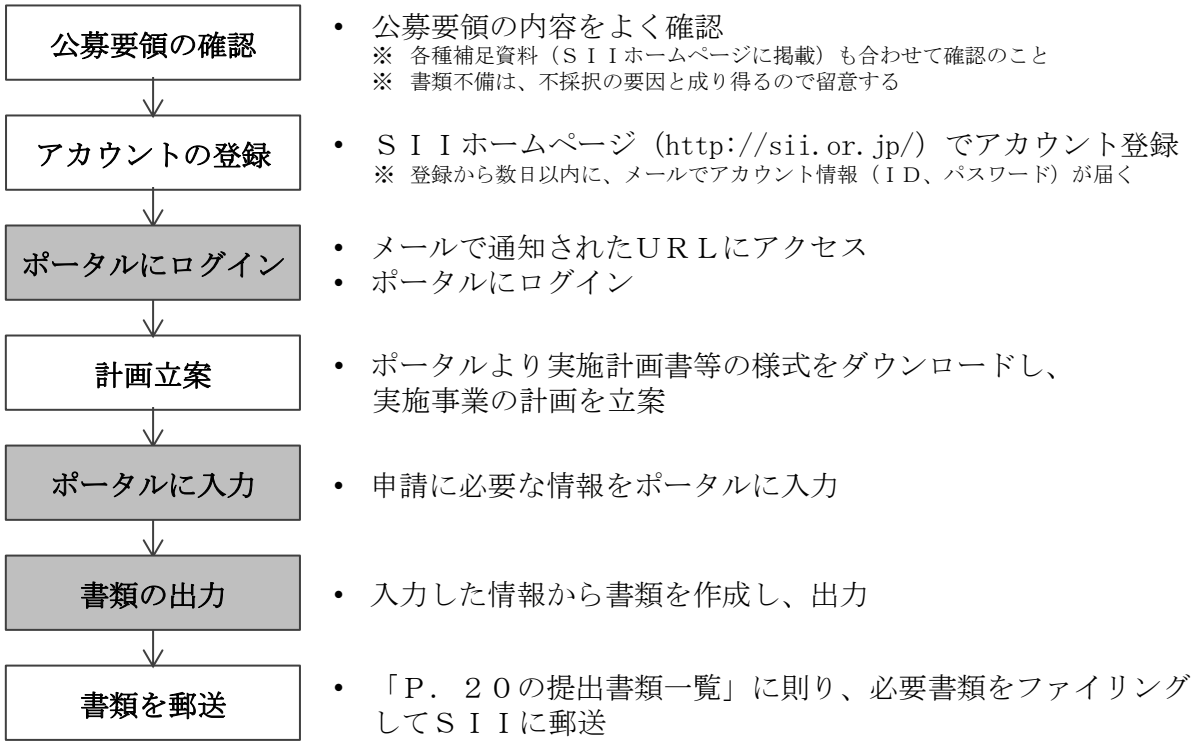 公募要領の確認
• 公募要領の内容をよく確認
※ 各種補足資料（ＳＩＩホームページに掲載）も合わせて確認のこと
※ 書類不備は、不採択の要因と成り得るので留意する
アカウントの登録
• ＳＩＩホームページ（http://sii.or.jp/）でアカウント登録
※ 登録から数日以内に、メールでアカウント情報（ＩＤ、パスワード）が届く
ポータルにログイン
• メールで通知されたＵＲＬにアクセス
• ポータルにログイン
計画立案
• ポータルより実施計画書等の様式をダウンロードし、
実施事業の計画を立案
ポータルに入力
• 申請に必要な情報をポータルに入力
書類の出力
• 入力した情報から書類を作成し、出力
書類を郵送
• 「Ｐ．２０の提出書類一覧」に則り、必要書類をファイリング
してＳＩＩに郵送